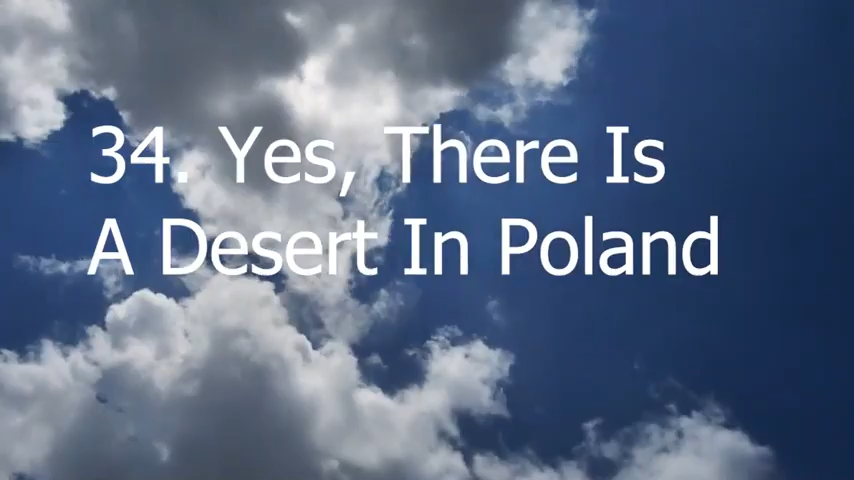 34. Yes, There Is
A Desert In Poland